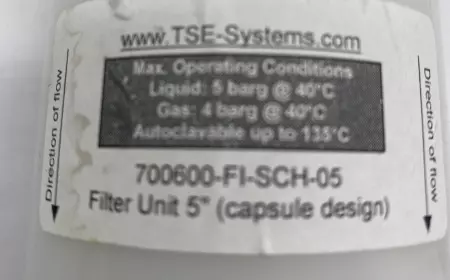 www.TSE-Systems.com
Max. Operating Conditions
Liquid: 5 barg @ 40°C
Gas: 4 barg @ 40°C
Autoclavable up to 135°C
700600-FI-SCH-05
Filter Unit 5" (capsule design)
Direction of flow
Direction of flow